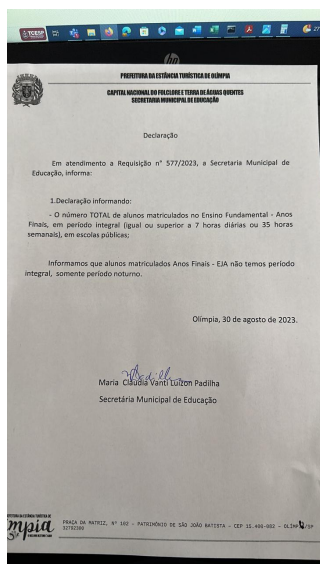 TCESP
hp
PREFEITURA DA ESTÂNCIA TURÍSTICA DE OLÍMPIA
CAPITAL NACIONAL DO FOLCLORE E TERRA DE ÁGUAS QUENTES
SECRETARIA MUNICIPAL DE EDUCAÇÃO
Declaração
Em atendimento a Requisição n° 577/2023, a Secretaria Municipal de
Educação, informa:
1.Declaração informando:
- O número TOTAL de alunos matriculados no Ensino Fundamental - Anos
Finais, em período integral (igual ou superior a 7 horas diárias ou 35 horas
semanais), em escolas públicas;
Informamos que alunos matriculados Anos Finais - EJA não temos período
integral, somente período noturno.
Olímpia, 30 de agosto de 2023.
Maria Claudia Vanti Luizon Padilha
Secretária Municipal de Educação
PRAÇA DA MATRIZ, Nº 102 - PATRIMÔNIO DE SÃO JOÃO BATISTA - CEP 15.400-083 - OLÍMPIA/SP
32792300